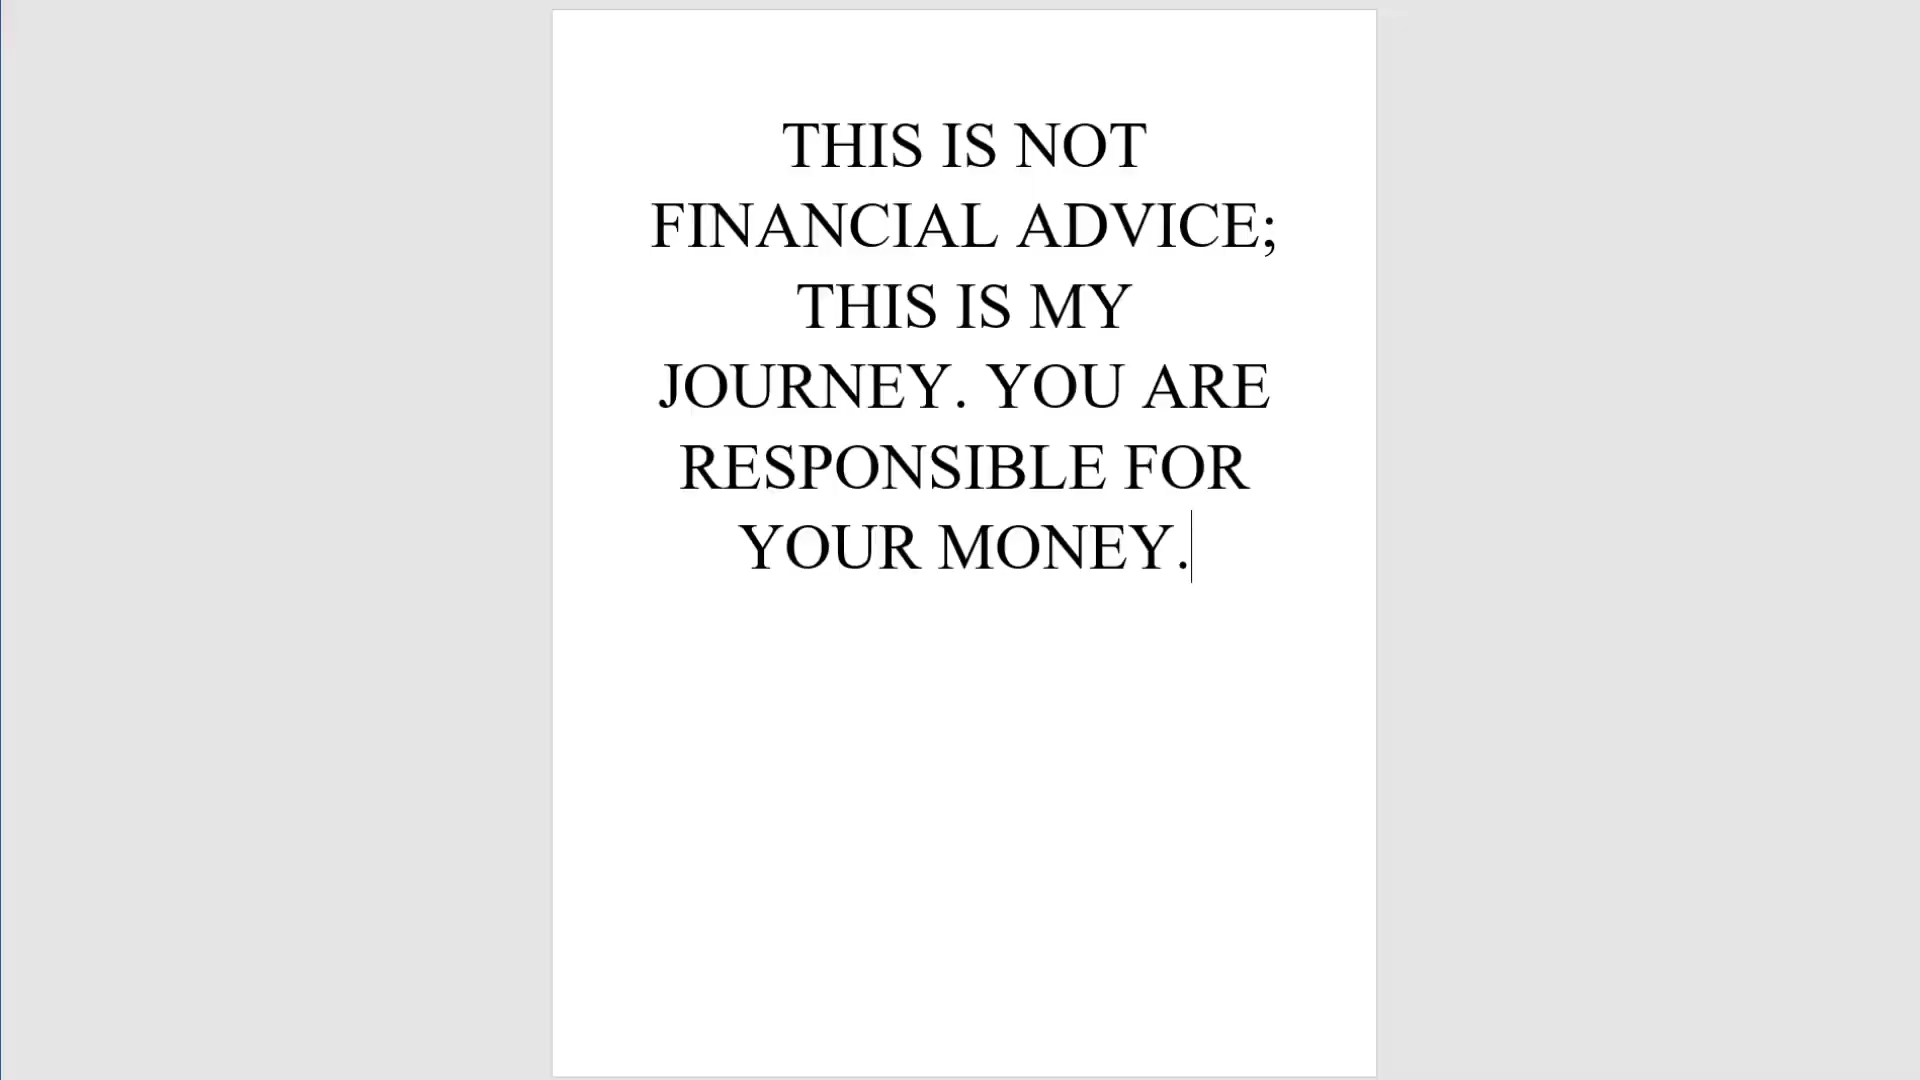 THIS IS NOT
FINANCIAL ADVICE;
THIS IS MY
JOURNEY. YOU ARE
RESPONSIBLE FOR
YOUR MONEY.